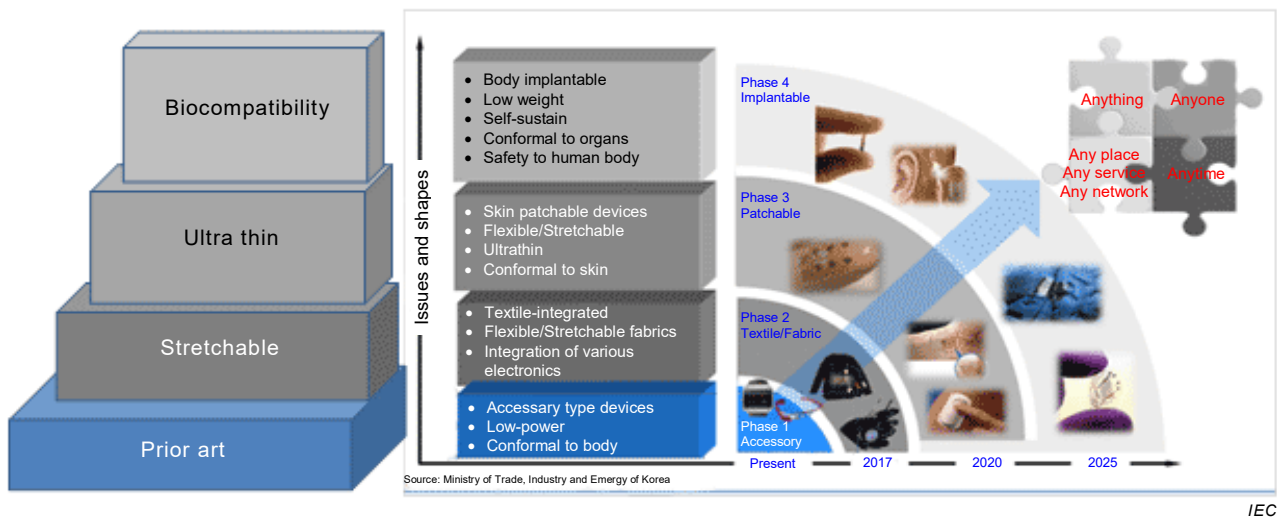 Biocompatibility
Ultra thin
Stretchable
Prior art
Issues and shapes
• Body implantable
• Low weight
• Self-sustain
• Conformal to organs
• Safety to human body
• Skin patchable devices
• Flexible/Stretchable
• Ultrathin
• Conformal to skin
• Textile-integrated
• Flexible/Stretchable fabrics
• Integration of various
electronics
• Accessary type devices
• Low-power
• Conformal to body
Phase 4
Implantable
Phase 3
Patchable
Phase 2
Textile/Fabric
Phase 1
Accessory
Anything
Anyone
Any place
Any service
Any network
Anytime
Present
2017
2020
2025
Source: Ministry of Trade, Industry and Emergy of Korea
IEC